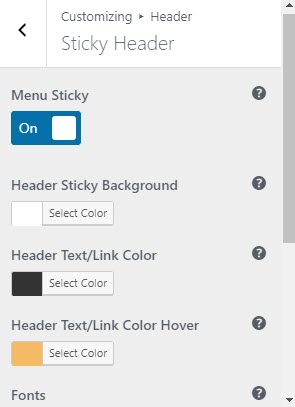 Customizing ▸ Header
Sticky Header
Menu Sticky
On
Header Sticky Background
Select Color
Header Text/Link Color
Select Color
Header Text/Link Color Hover
Select Color
Fonts